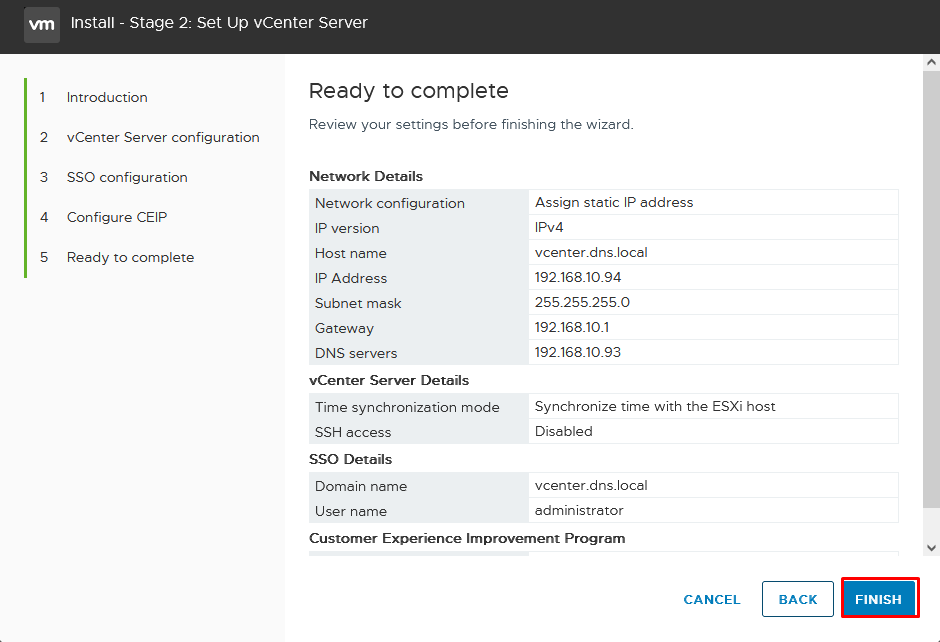 vm Install - Stage 2: Set Up vCenter Server
1 Introduction
2 vCenter Server configuration
3 SSO configuration
4 Configure CEIP
5 Ready to complete
Ready to complete
Review your settings before finishing the wizard.
Network Details
Network configuration Assign static IP address
IP version IPv4
Host name vcenter.dns.local
IP Address 192.168.10.94
Subnet mask 255.255.255.0
Gateway 192.168.10.1
DNS servers 192.168.10.93
vCenter Server Details
Time synchronization mode Synchronize time with the ESXi host
SSH access Disabled
SSO Details
Domain name vcenter.dns.local
User name administrator
Customer Experience Improvement Program
CANCEL BACK FINISH